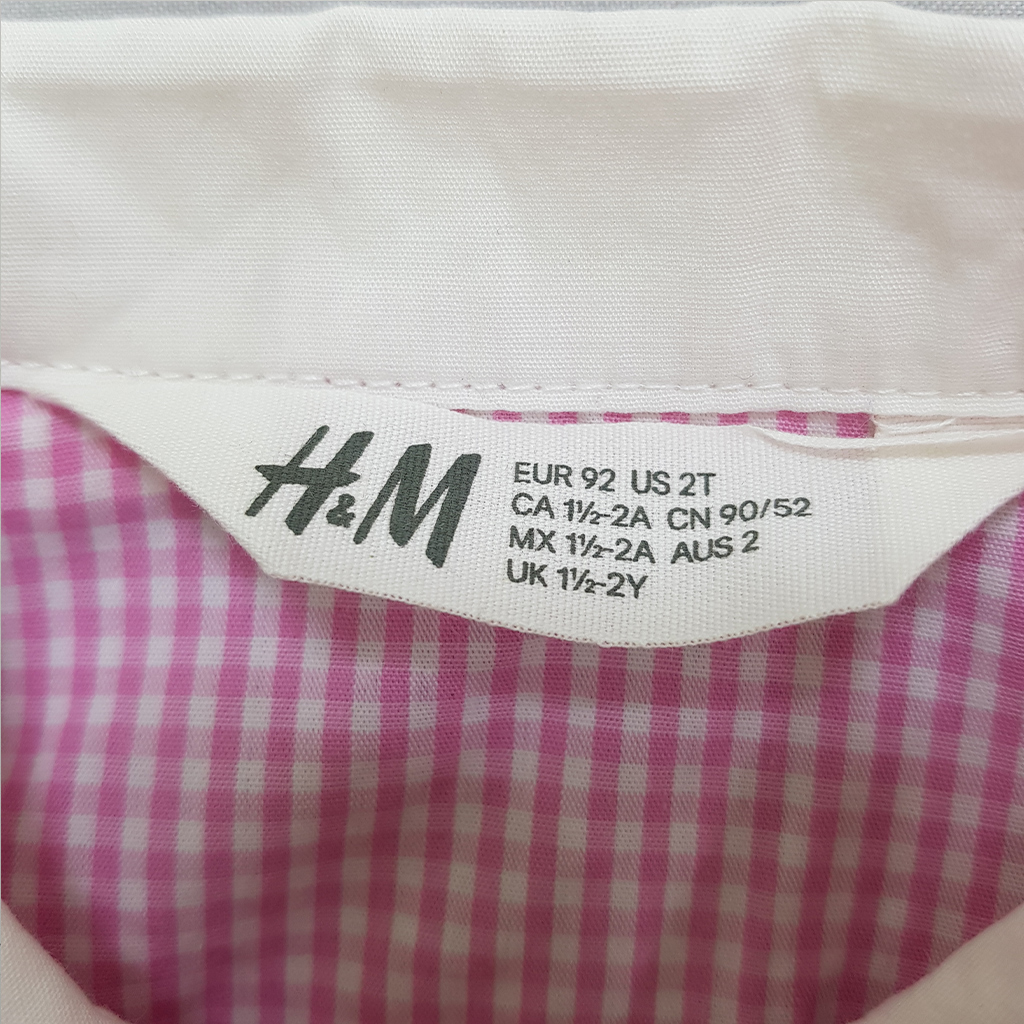 H&M
EUR 92 US 2T
CA 1½-2A CN 90/52
MX 1½-2A AUS 2
UK 1½-2Y